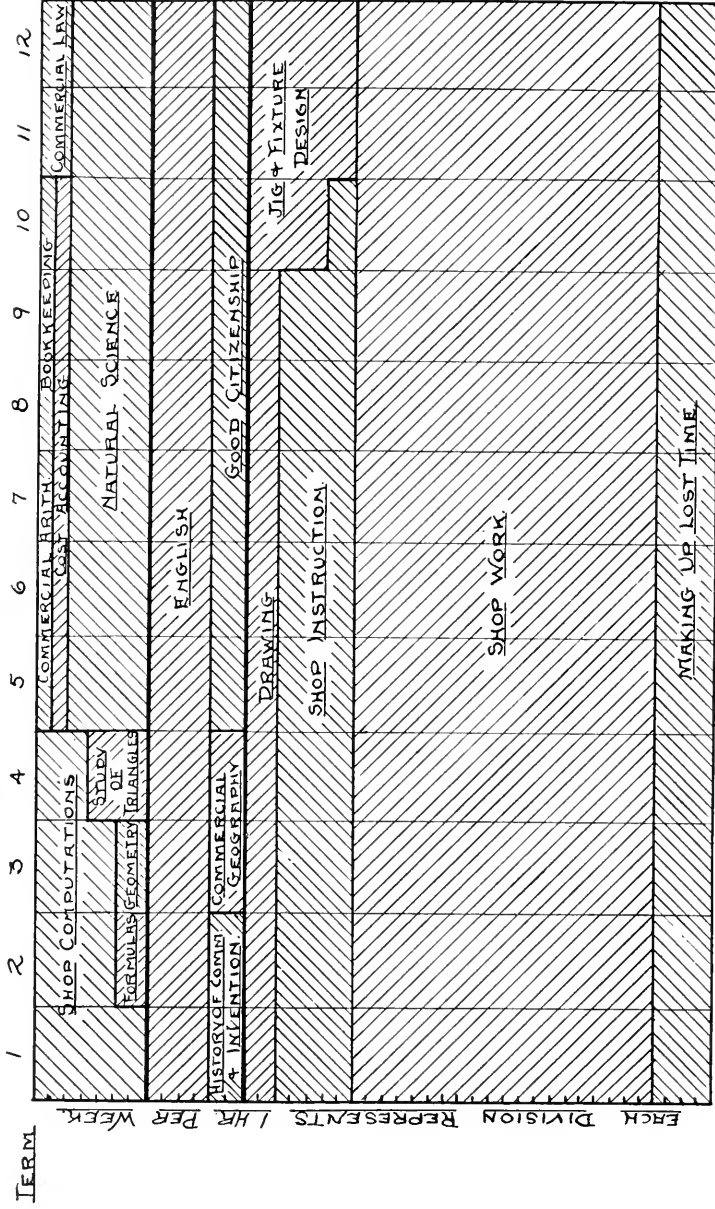 TERM
1 2 3 4 5 6 7 8 9 10 11 12
EACH DIVISION REPRESENTS 1 HR. PER WEEK
SHOP COMPUTATIONS
FORMULAS
GEOMETRY
STUDY
OF
TRIANGLES
COMMERCIAL ARITH.
BOOKKEEPING
COST ACCOUNTING
COMMERCIAL LAW
NATURAL SCIENCE
ENGLISH
HISTORY OF COMM
& INVENTION
COMMERCIAL
GEOGRAPHY
GOOD CITIZENSHIP
DRAWING
JIG & FIXTURE
DESIGN
SHOP INSTRUCTION
SHOP WORK
MAKING UP LOST TIME